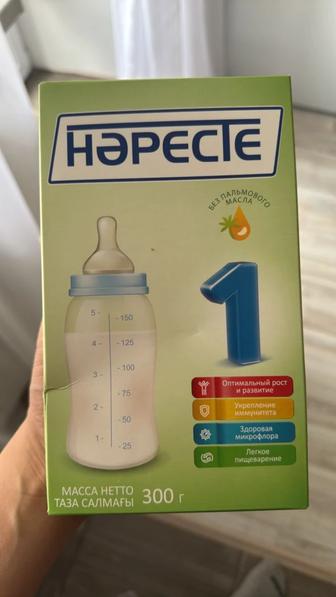 НӘРЕСТЕ
БЕЗ ПАЛЬМОВОГО
МАСЛА
1
5 - - 150
4 - - 125
3 - - 100
- 75
2 - - 50
1 - - 25
Оптимальный рост
и развитие
Укрепление
иммунитета
Здоровая
микрофлора
Легкое
пищеварение
МАССА НЕТТО
ТАЗА САЛМАҒЫ 300 г